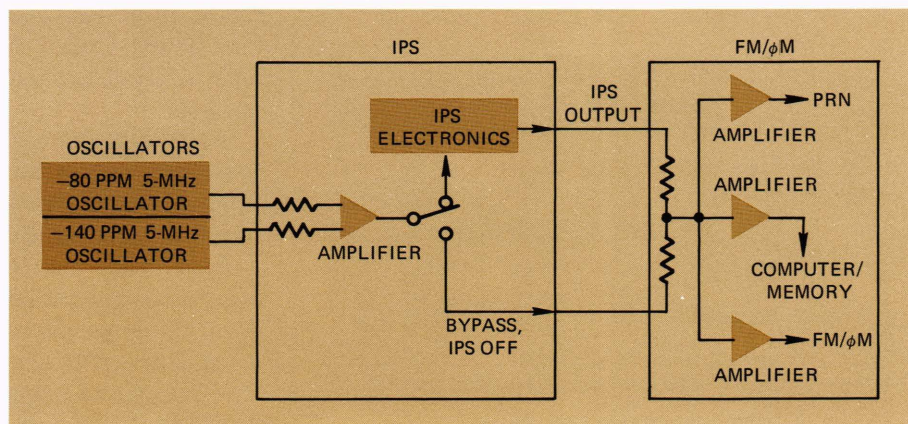 IPS
FM/ϕM
OSCILLATORS
−80 PPM 5-MHz
OSCILLATOR
−140 PPM 5-MHz
OSCILLATOR
AMPLIFIER
IPS
ELECTRONICS
BYPASS,
IPS OFF
IPS
OUTPUT
PRN
AMPLIFIER
AMPLIFIER
COMPUTER/
MEMORY
FM/ϕM
AMPLIFIER